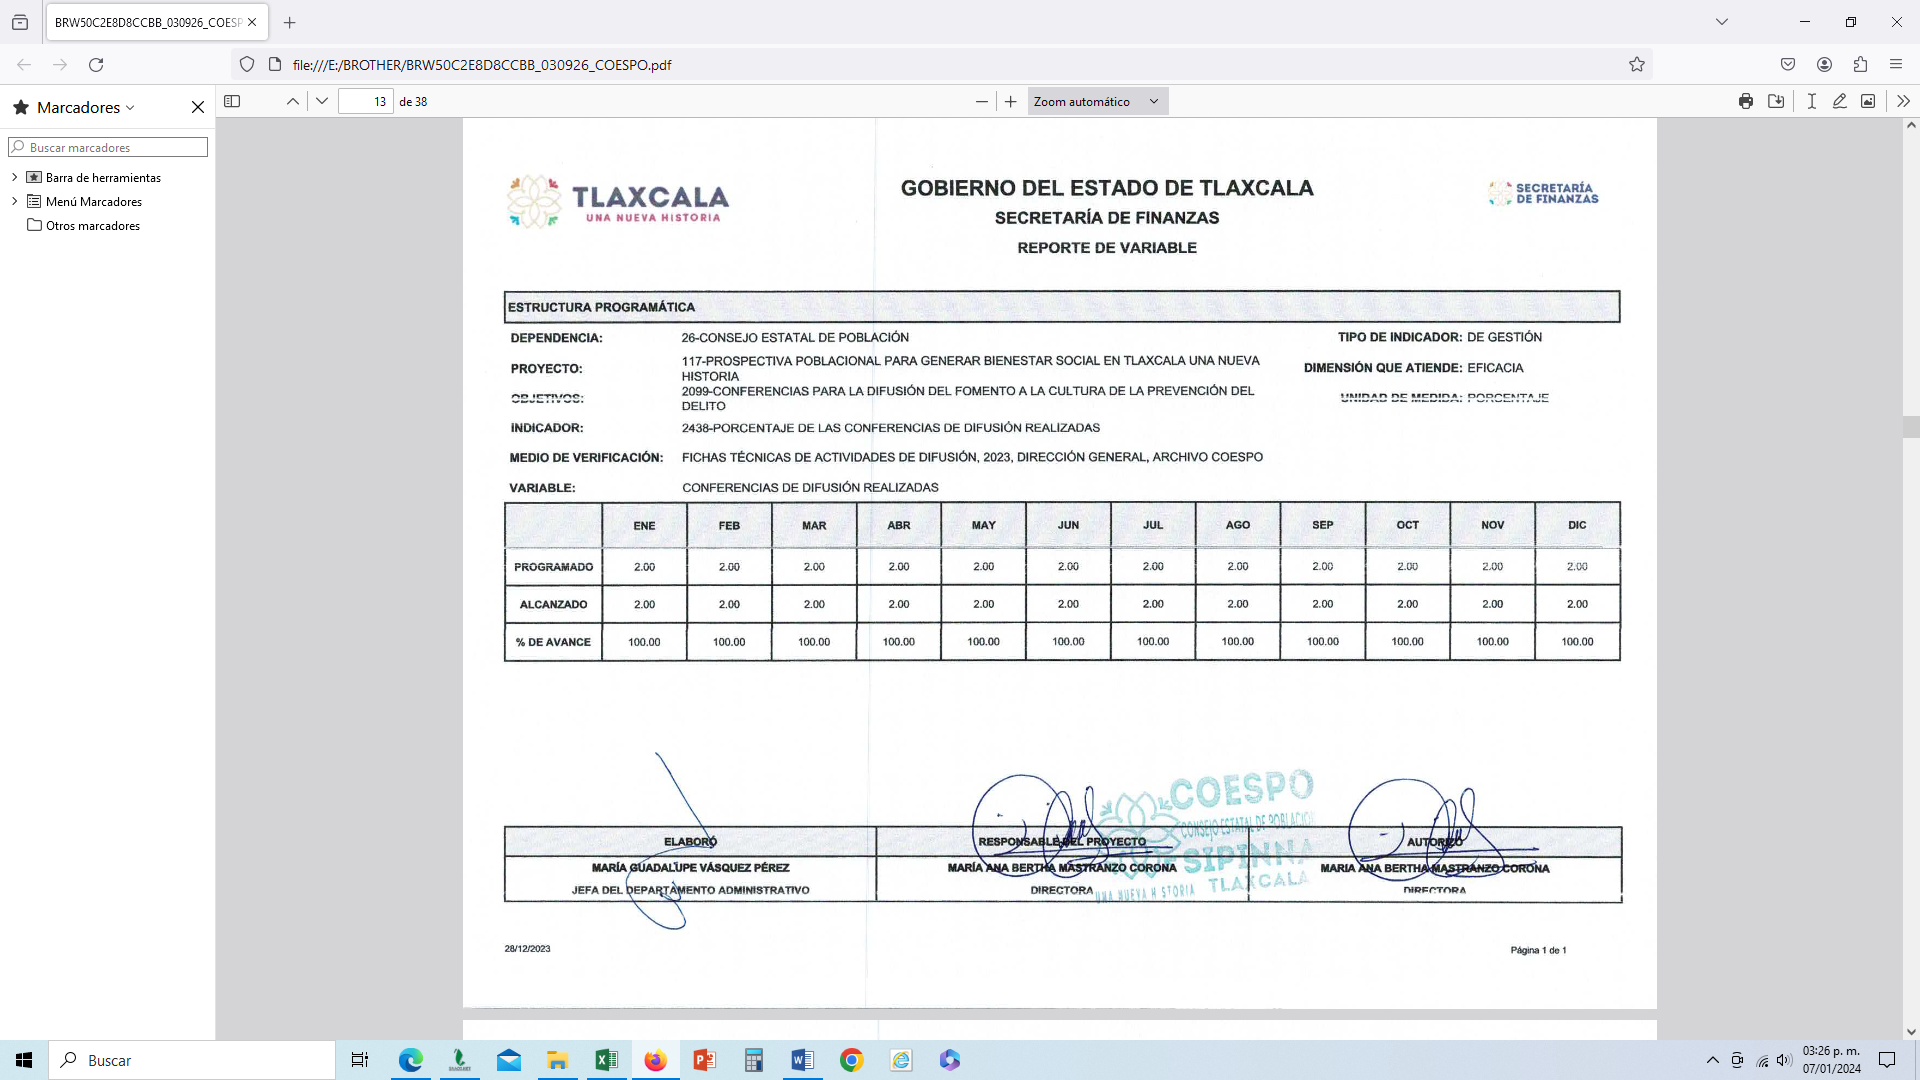 BRW50C2E8D8CCBB_030926_COESP
file:///E:/BROTHER/BRW50C2E8D8CCBB_030926_COESPO.pdf
Marcadores
13 de 38
Zoom automático
Buscar marcadores
Barra de herramientas
Menú Marcadores
Otros marcadores
TLAXCALA
UNA NUEVA HISTORIA
GOBIERNO DEL ESTADO DE TLAXCALA
SECRETARÍA DE FINANZAS
REPORTE DE VARIABLE
SECRETARÍA
DE FINANZAS
ESTRUCTURA PROGRAMÁTICA
DEPENDENCIA: 26-CONSEJO ESTATAL DE POBLACIÓN TIPO DE INDICADOR: DE GESTIÓN
PROYECTO: 117-PROSPECTIVA POBLACIONAL PARA GENERAR BIENESTAR SOCIAL EN TLAXCALA UNA NUEVA HISTORIA DIMENSIÓN QUE ATIENDE: EFICACIA
OBJETIVOS: 2099-CONFERENCIAS PARA LA DIFUSIÓN DEL FOMENTO A LA CULTURA DE LA PREVENCIÓN DEL DELITO UNIDAD DE MEDIDA: PORCENTAJE
INDICADOR: 2438-PORCENTAJE DE LAS CONFERENCIAS DE DIFUSIÓN REALIZADAS
MEDIO DE VERIFICACIÓN: FICHAS TÉCNICAS DE ACTIVIDADES DE DIFUSIÓN, 2023, DIRECCIÓN GENERAL, ARCHIVO COESPO
VARIABLE: CONFERENCIAS DE DIFUSIÓN REALIZADAS
ENE FEB MAR ABR MAY JUN JUL AGO SEP OCT NOV DIC
PROGRAMADO 2.00 2.00 2.00 2.00 2.00 2.00 2.00 2.00 2.00 2.00 2.00 2.00
ALCANZADO 2.00 2.00 2.00 2.00 2.00 2.00 2.00 2.00 2.00 2.00 2.00 2.00
% DE AVANCE 100.00 100.00 100.00 100.00 100.00 100.00 100.00 100.00 100.00 100.00 100.00 100.00
COESPO
CONSEJO ESTATAL DE POBLACIÓN
SIPINNA
TLAXCALA
UNA NUEVA HISTORIA
ELABORÓ RESPONSABLE DEL PROYECTO AUTORIZÓ
MARÍA GUADALUPE VÁSQUEZ PÉREZ MARÍA ANA BERTHA MASTRANZO CORONA MARIA ANA BERTHA MASTRANZO CORONA
JEFA DEL DEPARTAMENTO ADMINISTRATIVO DIRECTORA DIRECTORA
28/12/2023 Página 1 de 1
Buscar
03:26 p. m.
07/01/2024